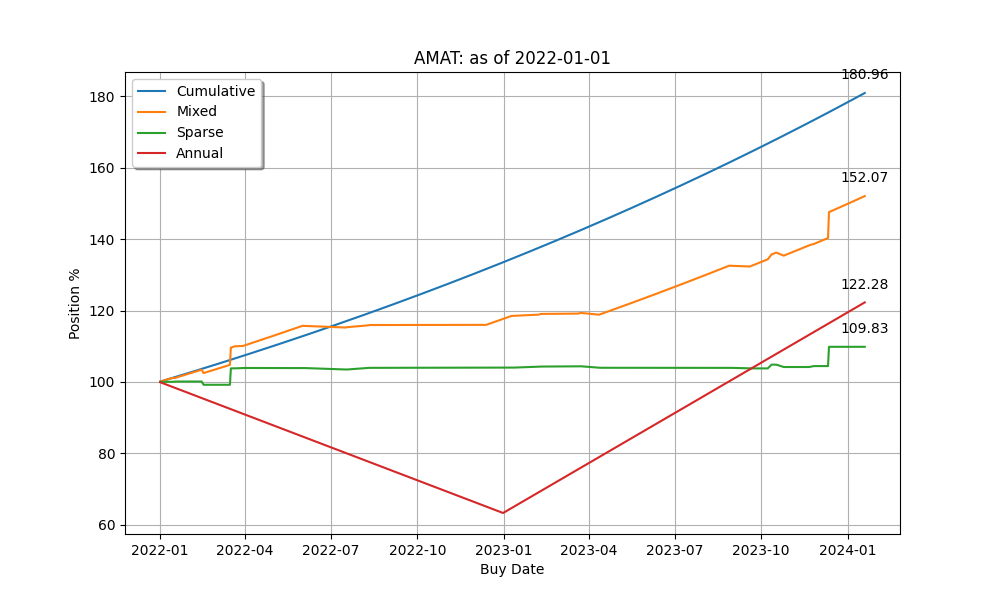 AMAT: as of 2022-01-01
Cumulative
Mixed
Sparse
Annual
180.96
152.07
122.28
109.83
180
160
140
120
100
80
60
Position %
2022-01 2022-04 2022-07 2022-10 2023-01 2023-04 2023-07 2023-10 2024-01
Buy Date